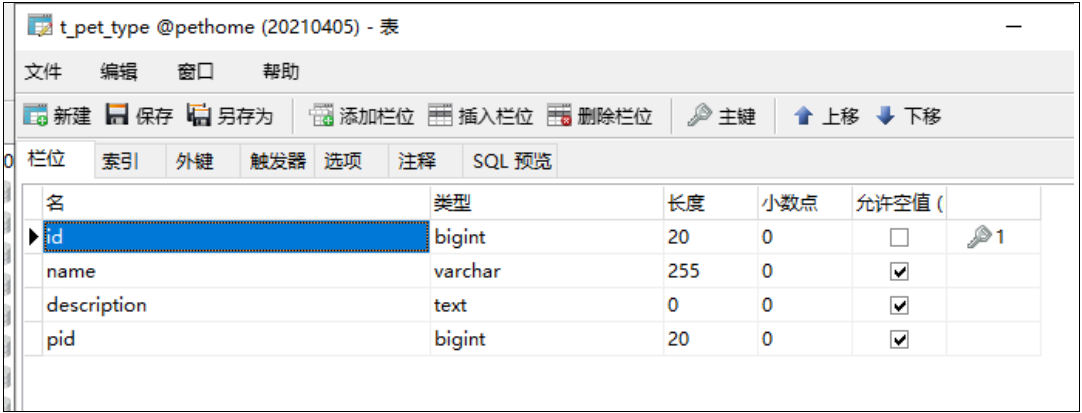 t_pet_type @pethome (20210405) - 表
文件 编辑 窗口 帮助
新建 保存 另存为 添加栏位 插入栏位 删除栏位 主键 上移 下移
栏位 索引 外键 触发器 选项 注释 SQL 预览
名 类型 长度 小数点 允许空值 (
id bigint 20 0 1
name varchar 255 0
description text 0 0
pid bigint 20 0